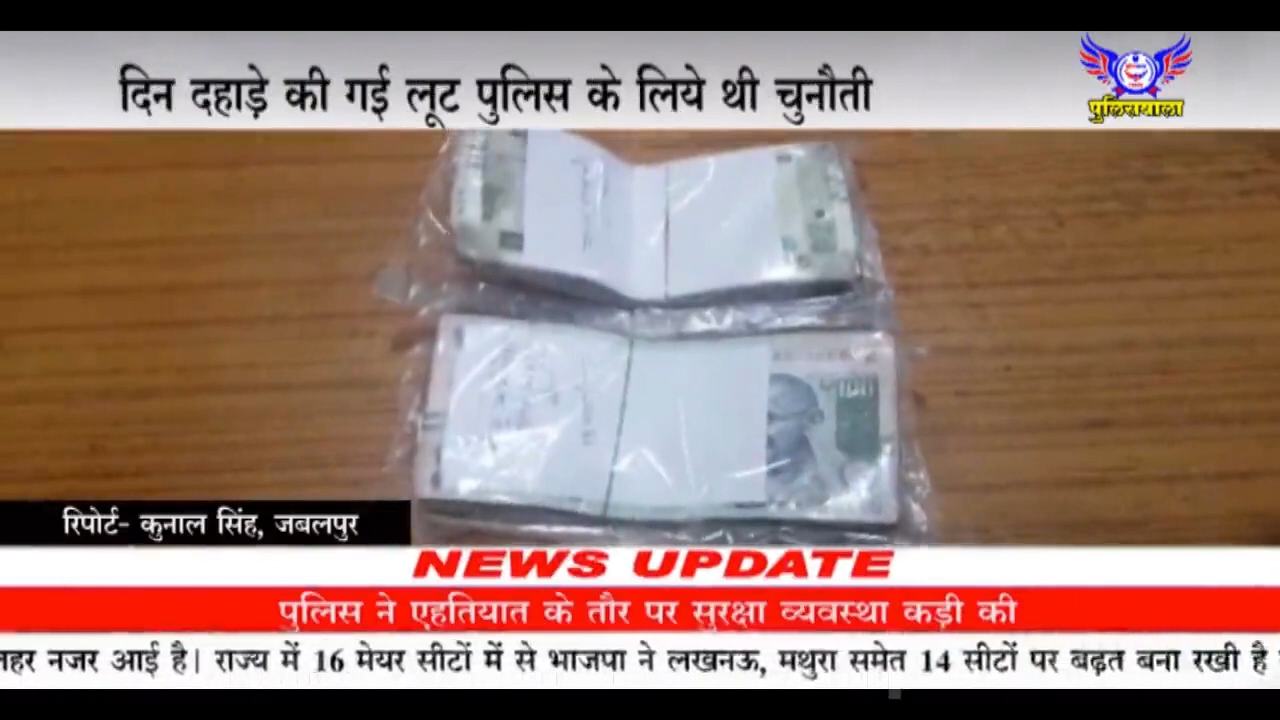 दिन दहाड़े की गई लूट पुलिस के लिये थी चुनौती
पुलिसवाला
रिपोर्ट- कुनाल सिंह, जबलपुर
NEWS UPDATE
पुलिस ने एहतियात के तौर पर सुरक्षा व्यवस्था कड़ी की
नजर आई है। राज्य में 16 मेयर सीटों में से भाजपा ने लखनऊ, मथुरा समेत 14 सीटों पर बढ़त बना रखी है